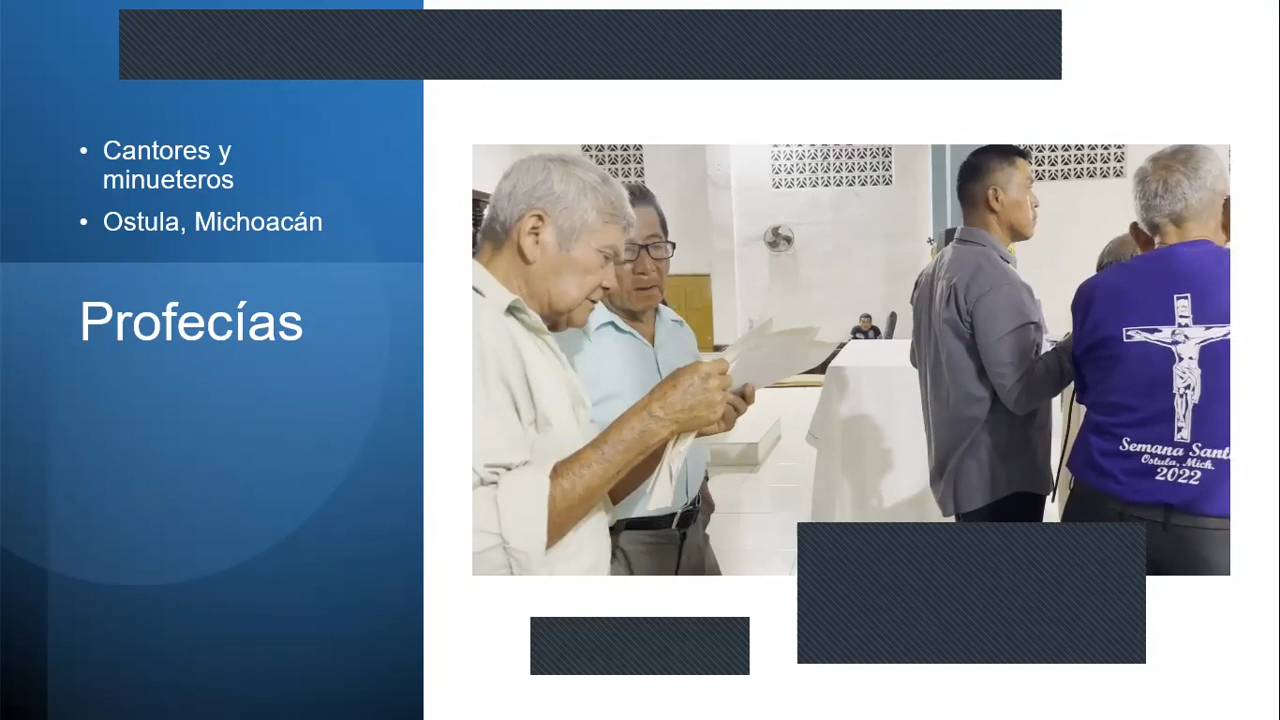 Cantores y
minueteros
Ostula, Michoacán
Profecías
Semana Sant
Ostula, Mich.
2022